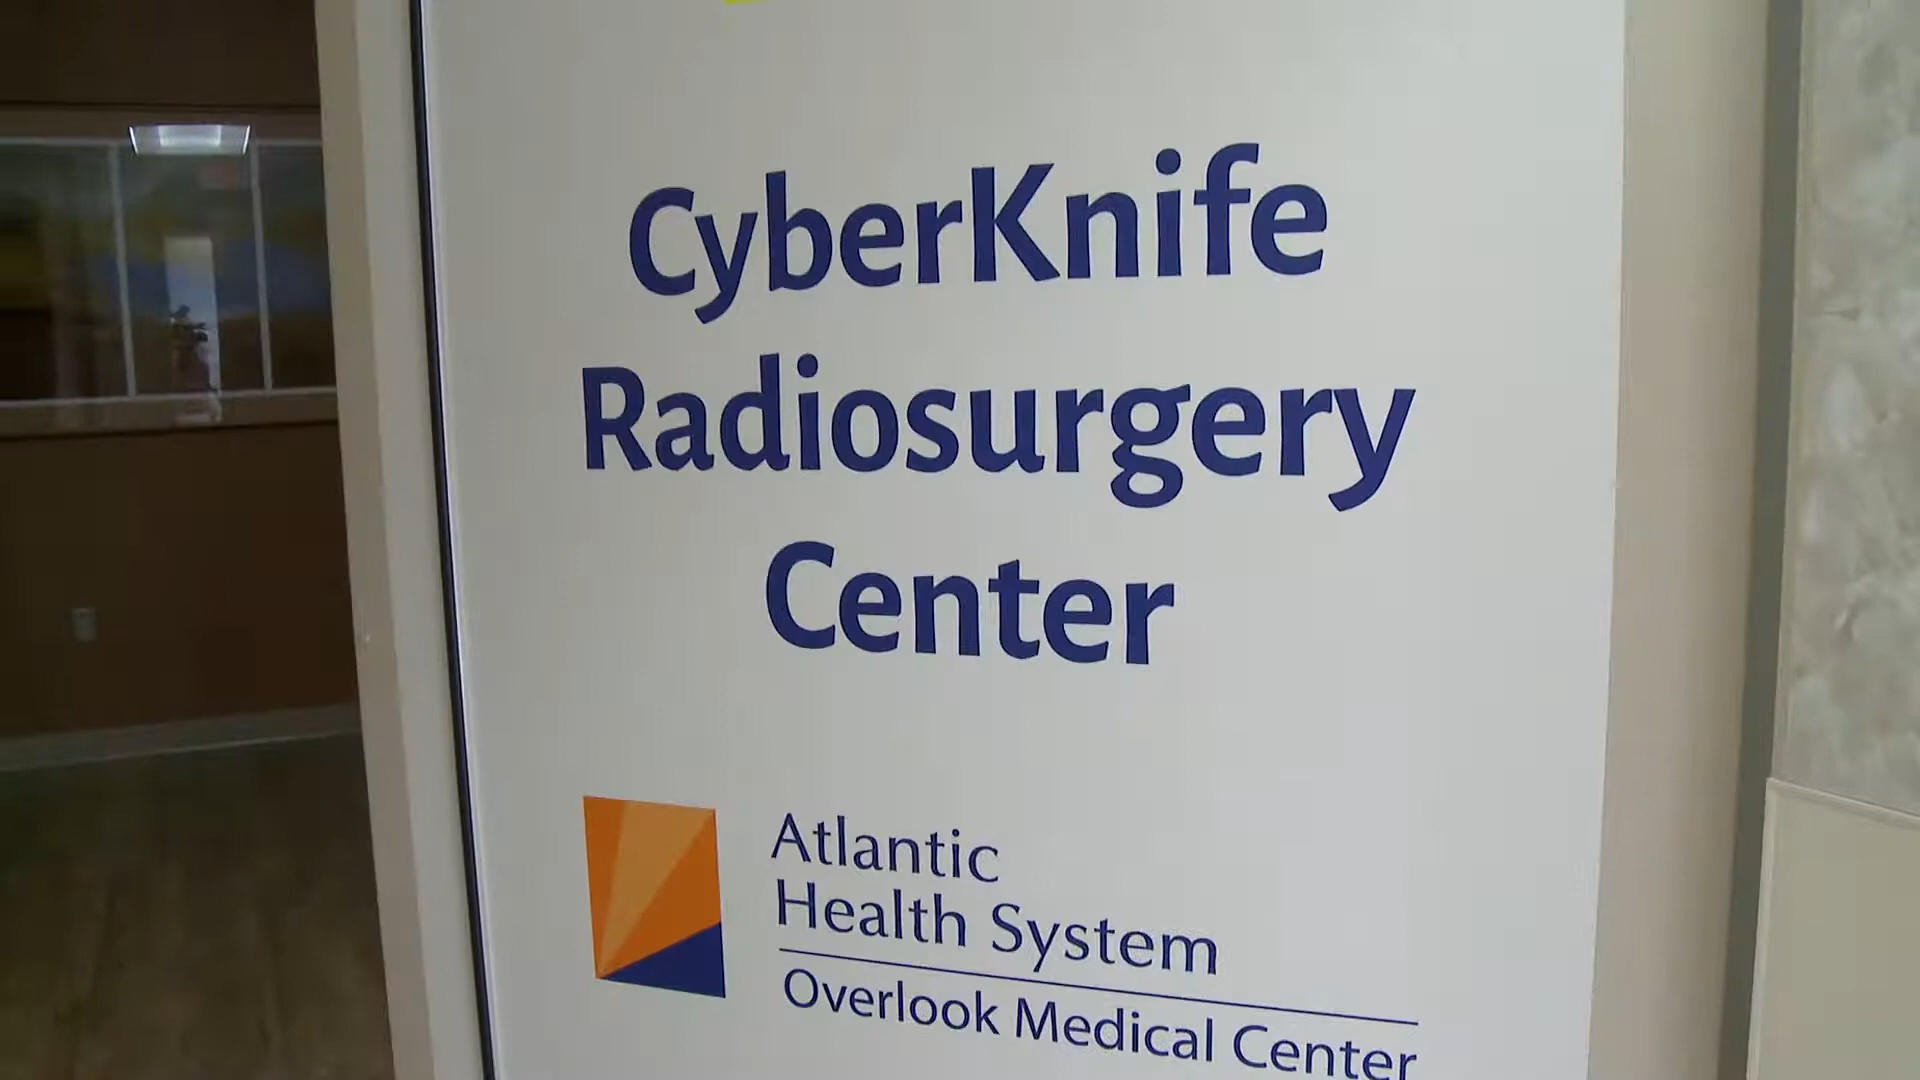 CyberKnife
Radiosurgery
Center
Atlantic
Health System
Overlook Medical Center